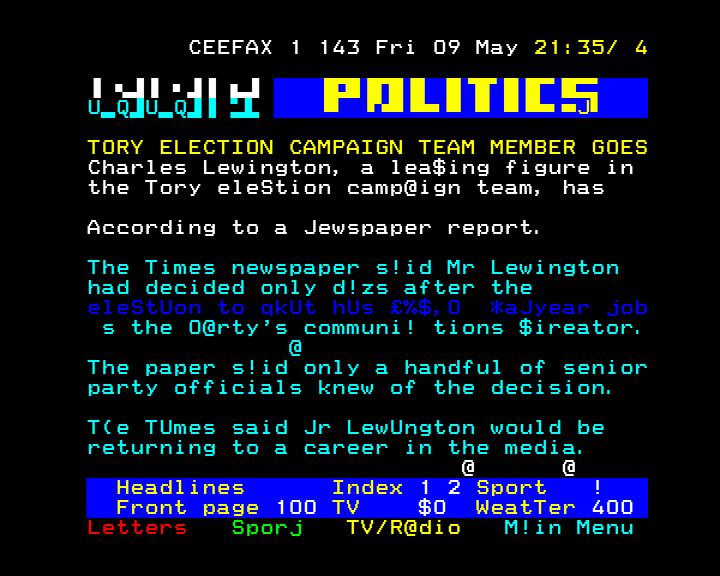 CEEFAX 1 143 Fri 09 May 21:35/ 4
POLITICS
TORY ELECTION CAMPAIGN TEAM MEMBER GOES
Charles Lewington, a lea$ing figure in
the Tory eleStion camp@ign team, has
According to a Jewspaper report.
The Times newspaper s!id Mr Lewington
had decided only d!zs after the
eleStUon to qkUt hUs £%$,O *aJyear job
s the O@rty's communi! tions $ireator.
@
The paper s!id only a handful of senior
party officials knew of the decision.
T(e TUmes said Jr LewUngton would be
returning to a career in the media.
@ @
Headlines Index 1 2 Sport !
Front page 100 TV $0 WeatTer 400
Letters Sporj TV/R@dio M!in Menu